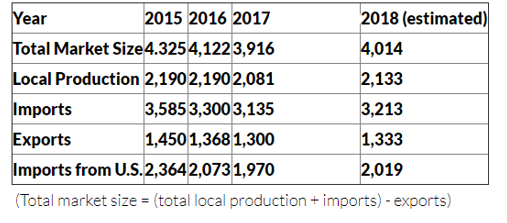 Year 2015 2016 2017 2018 (estimated)
Total Market Size 4.325 4,122 3,916 4,014
Local Production 2,190 2,190 2,081 2,133
Imports 3,585 3,300 3,135 3,213
Exports 1,450 1,368 1,300 1,333
Imports from U.S. 2,364 2,073 1,970 2,019
(Total market size = (total local production + imports) - exports)